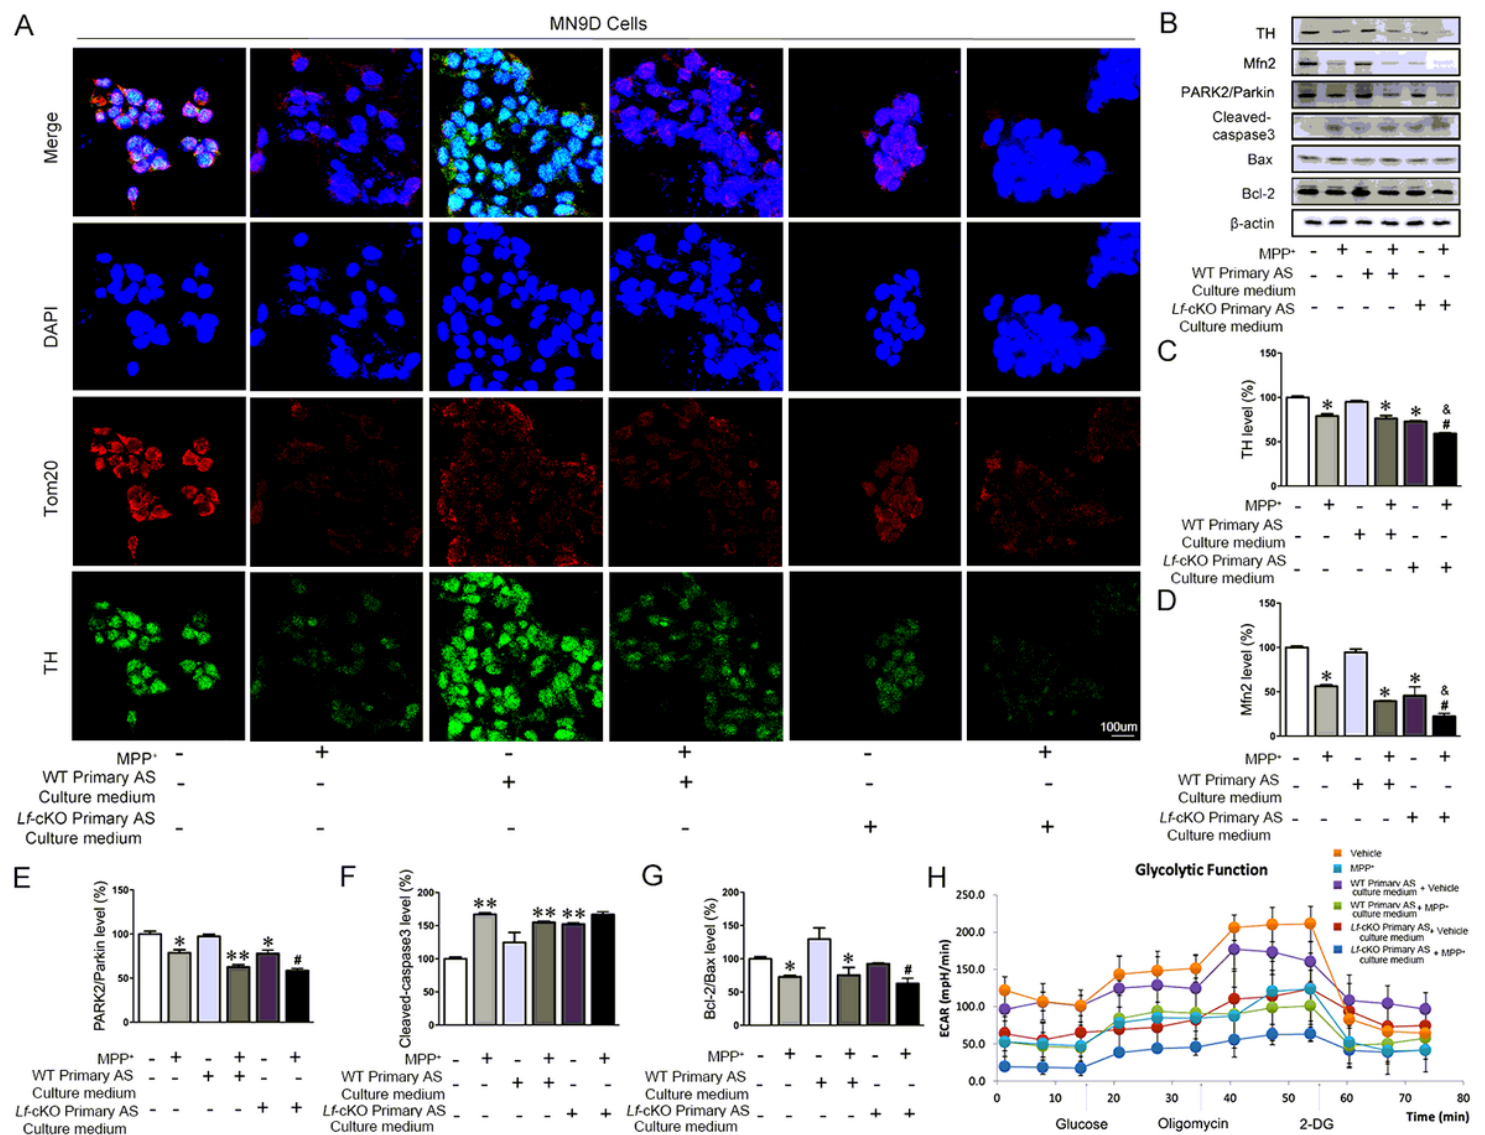 A
MN9D Cells
Merge
DAPI
Tom20
TH
100um
MPP⁺ - + - + - +
WT Primary AS
Culture medium - - + + - -
Lf-cKO Primary AS
Culture medium - - - - + +
B
TH
Mfn2
PARK2/Parkin
Cleaved-
caspase3
Bax
Bcl-2
β-actin
MPP⁺ - + - + - +
WT Primary AS
Culture medium - - + + - -
Lf-cKO Primary AS
Culture medium - - - - + +
C
TH level (%)
150
100
50
0
* * * & #
MPP⁺ - + - + - +
WT Primary AS
Culture medium - - + + - -
Lf-cKO Primary AS
Culture medium - - - - + +
D
Mfn2 level (%)
150
100
50
0
* * * & #
MPP⁺ - + - + - +
WT Primary AS
Culture medium - - + + - -
Lf-cKO Primary AS
Culture medium - - - - + +
E
PARK2/Parkin level (%)
150
100
50
0
* ** * #
MPP⁺ - + - + - +
WT Primary AS
Culture medium - - + + - -
Lf-cKO Primary AS
Culture medium - - - - + +
F
Cleaved-caspase3 level (%)
200
150
100
50
0
** ** **
MPP⁺ - + - + - +
WT Primary AS
Culture medium - - + + - -
Lf-cKO Primary AS
Culture medium - - - - + +
G
Bcl-2/Bax level (%)
200
150
100
50
0
* * #
MPP⁺ - + - + - +
WT Primary AS
Culture medium - - + + - -
Lf-cKO Primary AS
Culture medium - - - - + +
H
Glycolytic Function
Vehicle
MPP⁺
WT Primary AS
culture medium + Vehicle
WT Primary AS
culture medium + MPP⁺
Lf-cKO Primary AS
culture medium + Vehicle
Lf-cKO Primary AS
culture medium + MPP⁺
ECAR (mpH/min)
250.0
200.0
150.0
100.0
50.0
0.0
0 10 20 30 40 50 60 70 80
Glucose Oligomycin 2-DG Time (min)